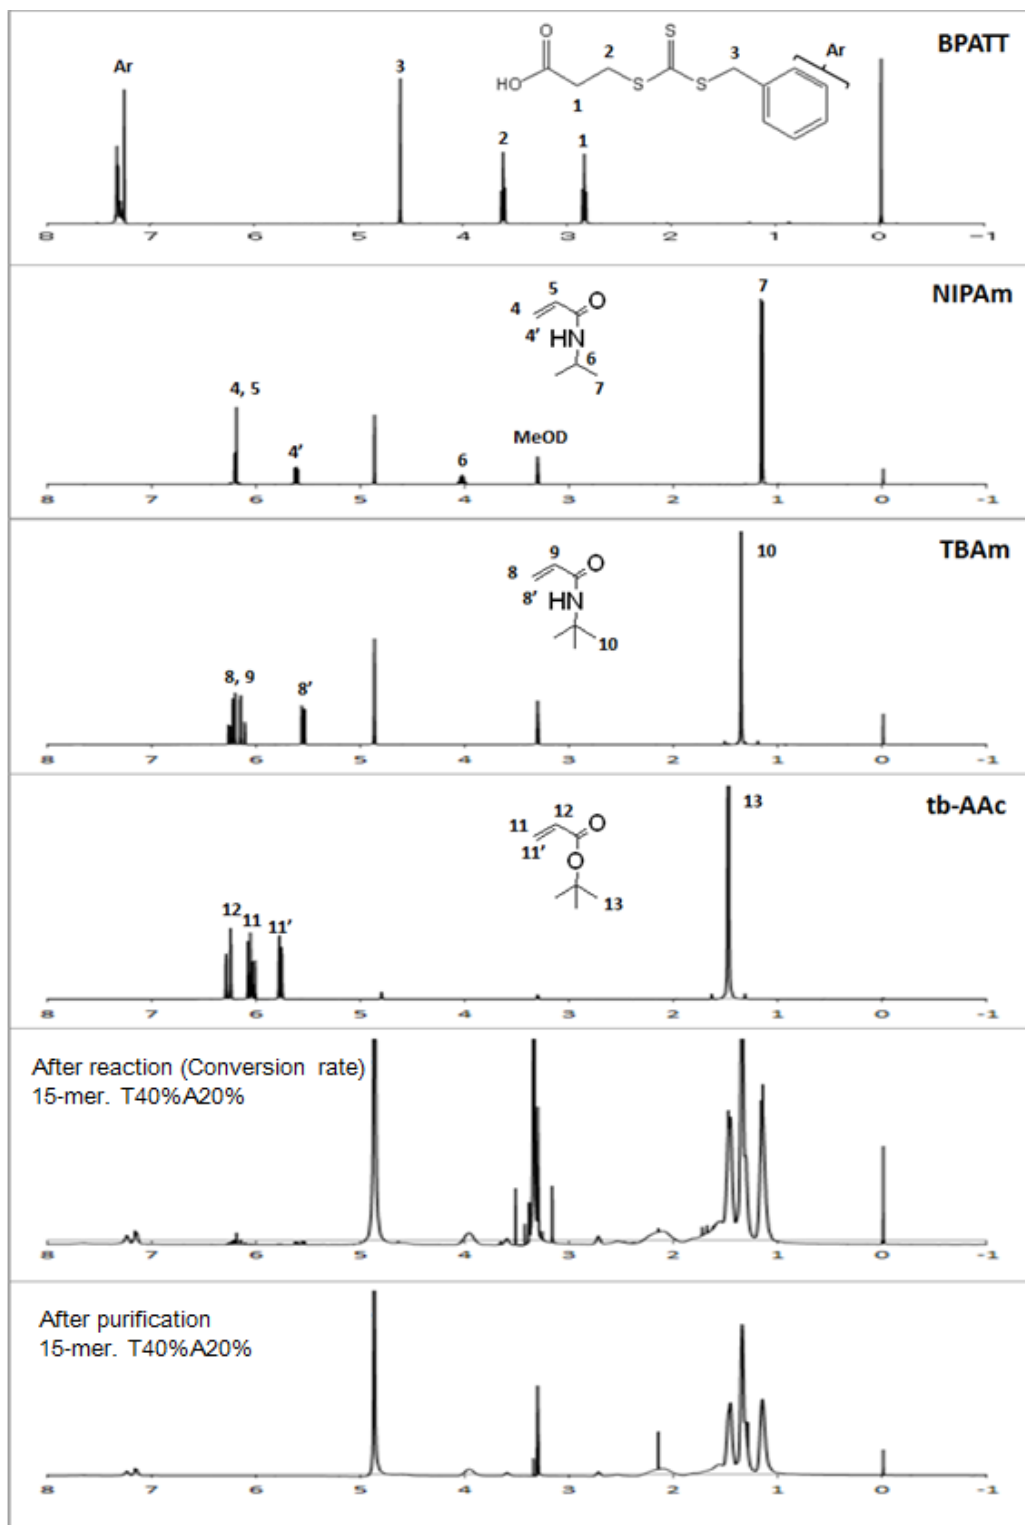 BPATT
Ar
3
2
1
O
HO
1
2
S
S
S
3
Ar
8 7 6 5 4 3 2 1 0 -1
NIPAm
4, 5
4'
6
MeOD
7
5
4
4'
O
HN
6
7
8 7 6 5 4 3 2 1 0 -1
TBAm
8, 9
8'
10
9
8
8'
O
HN
10
8 7 6 5 4 3 2 1 0 -1
tb-AAc
12 11 11'
13
12
11
11'
O
O
13
8 7 6 5 4 3 2 1 0 -1
After reaction (Conversion rate)
15-mer. T40%A20%
8 7 6 5 4 3 2 1 0 -1
After purification
15-mer. T40%A20%
8 7 6 5 4 3 2 1 0 -1